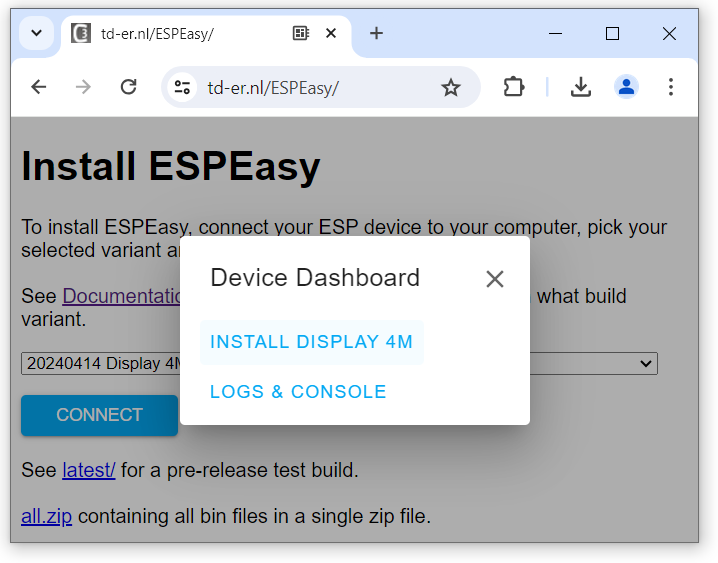 td-er.nl/ESPEasy/
td-er.nl/ESPEasy/
Install ESPEasy
To install ESPEasy, connect your ESP device to your computer, pick your
selected variant
See Documentatio what build
variant.
20240414 Display 4M
CONNECT
Device Dashboard
INSTALL DISPLAY 4M
LOGS & CONSOLE
See latest/ for a pre-release test build.
all.zip containing all bin files in a single zip file.